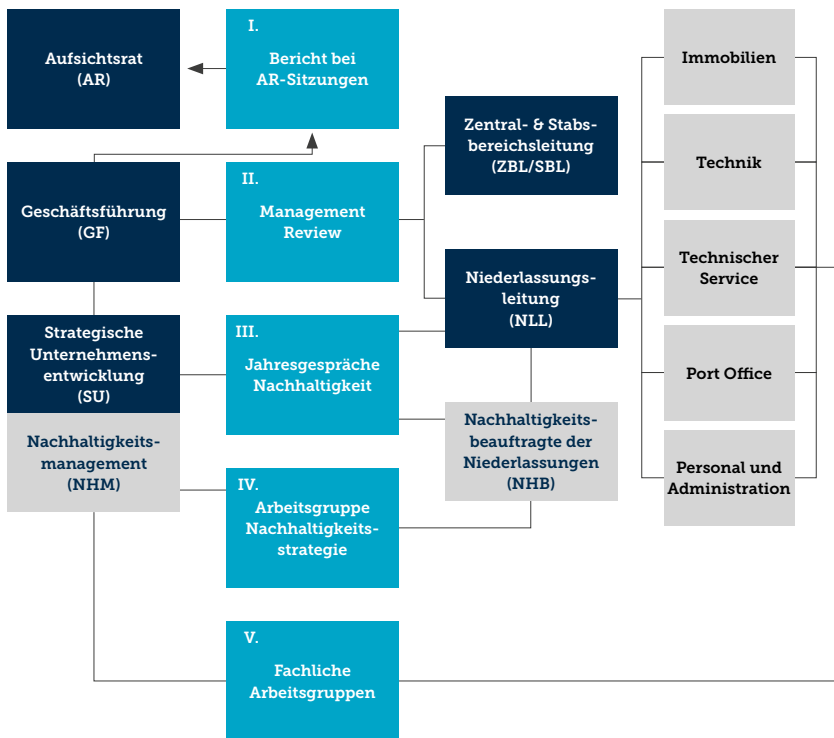 Aufsichtsrat
(AR)
I.
Bericht bei
AR-Sitzungen
Geschäftsführung
(GF)
II.
Management
Review
Zentral- & Stabs-
bereichsleitung
(ZBL/SBL)
Niederlassungs-
leitung
(NLL)
Strategische
Unternehmens-
entwicklung
(SU)
Nachhaltigkeits-
management
(NHM)
III.
Jahresgespräche
Nachhaltigkeit
Nachhaltigkeits-
beauftragte der
Niederlassungen
(NHB)
IV.
Arbeitsgruppe
Nachhaltigkeits-
strategie
V.
Fachliche
Arbeitsgruppen
Immobilien
Technik
Technischer
Service
Port Office
Personal und
Administration